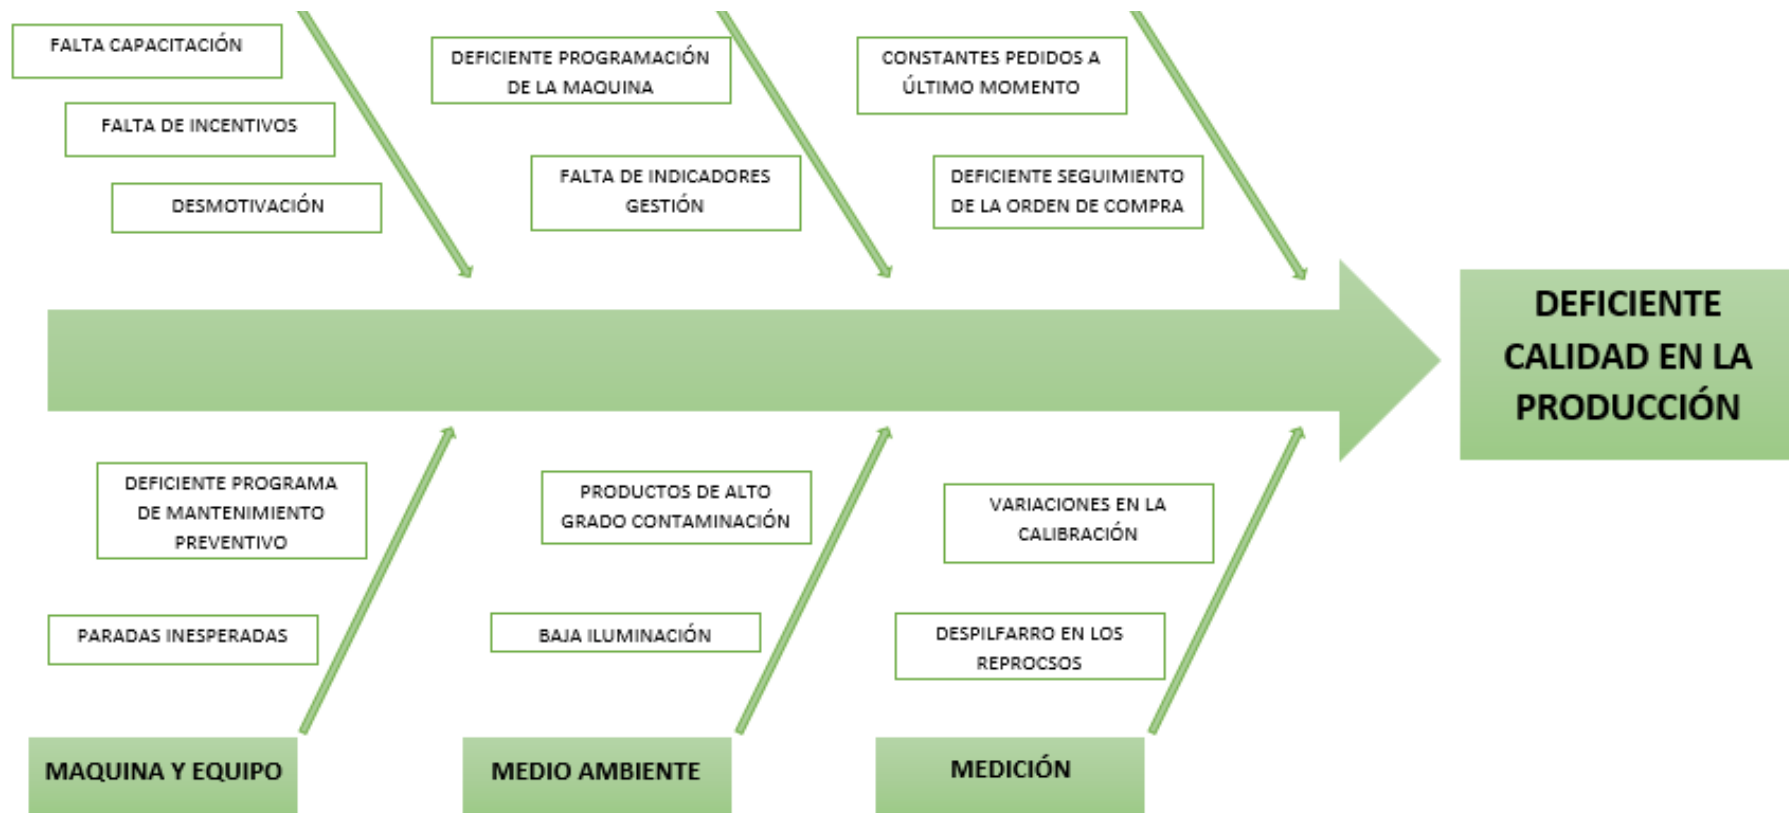 FALTA CAPACITACIÓN
FALTA DE INCENTIVOS
DESMOTIVACIÓN
DEFICIENTE PROGRAMACIÓN
DE LA MAQUINA
FALTA DE INDICADORES
GESTIÓN
CONSTANTES PEDIDOS A
ÚLTIMO MOMENTO
DEFICIENTE SEGUIMIENTO
DE LA ORDEN DE COMPRA
DEFICIENTE
CALIDAD EN LA
PRODUCCIÓN
DEFICIENTE PROGRAMA
DE MANTENIMIENTO
PREVENTIVO
PARADAS INESPERADAS
MAQUINA Y EQUIPO
PRODUCTOS DE ALTO
GRADO CONTAMINACIÓN
BAJA ILUMINACIÓN
MEDIO AMBIENTE
VARIACIONES EN LA
CALIBRACIÓN
DESPILFARRO EN LOS
REPROCSOS
MEDICIÓN